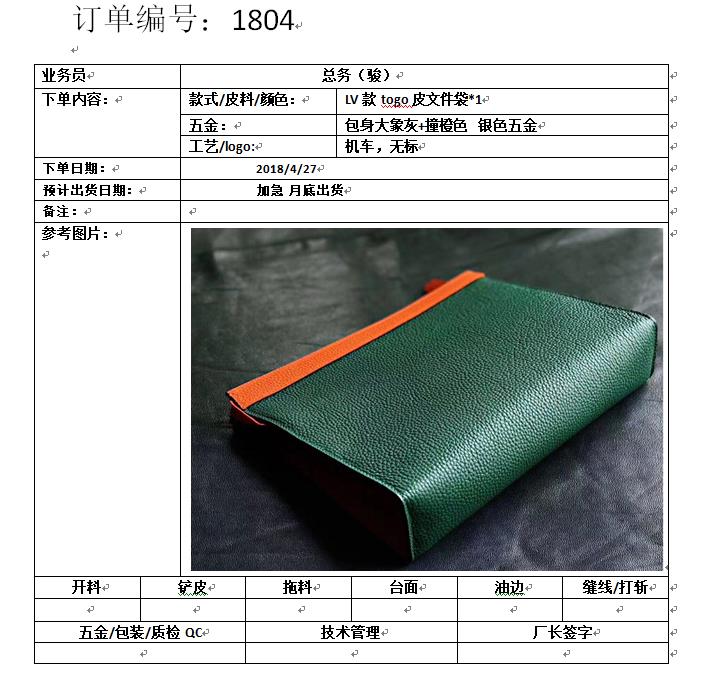 订单编号：1804
业务员 总务（骏）
下单内容： 款式/皮料/颜色： LV 款 togo 皮文件袋*1
五金： 包身大象灰+撞橙色 银色五金
工艺/logo: 机车，无标
下单日期： 2018/4/27
预计出货日期： 加急 月底出货
备注：
参考图片：
开料 铲皮 拖料 台面 油边 缝线/打斩
五金/包装/质检 QC 技术管理 厂长签字